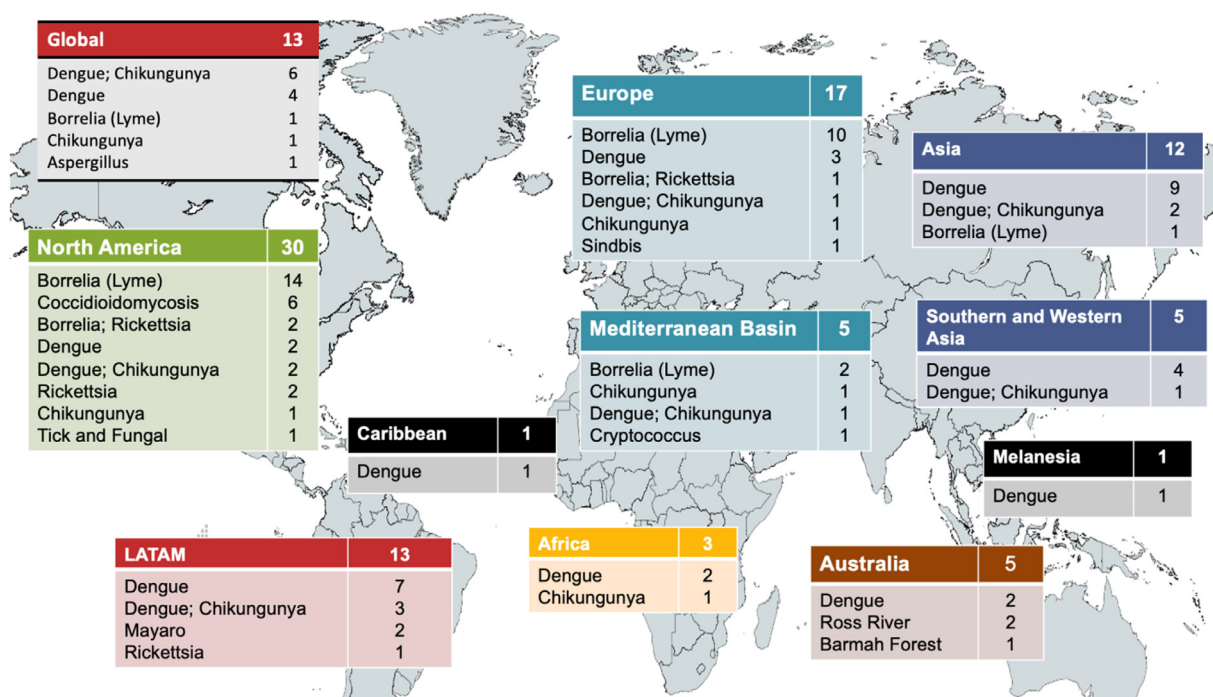 Global 13
Dengue; Chikungunya 6
Dengue 4
Borrelia (Lyme) 1
Chikungunya 1
Aspergillus 1
North America 30
Borrelia (Lyme) 14
Coccidioidomycosis 6
Borrelia; Rickettsia 2
Dengue 2
Dengue; Chikungunya 2
Rickettsia 2
Chikungunya 1
Tick and Fungal 1
Europe 17
Borrelia (Lyme) 10
Dengue 3
Borrelia; Rickettsia 1
Dengue; Chikungunya 1
Chikungunya 1
Sindbis 1
Asia 12
Dengue 9
Dengue; Chikungunya 2
Borrelia (Lyme) 1
Mediterranean Basin 5
Borrelia (Lyme) 2
Chikungunya 1
Dengue; Chikungunya 1
Cryptococcus 1
Southern and Western 5
Asia
Dengue 4
Dengue; Chikungunya 1
Caribbean 1
Dengue 1
Melanesia 1
Dengue 1
LATAM 13
Dengue 7
Dengue; Chikungunya 3
Mayaro 2
Rickettsia 1
Africa 3
Dengue 2
Chikungunya 1
Australia 5
Dengue 2
Ross River 2
Barmah Forest 1